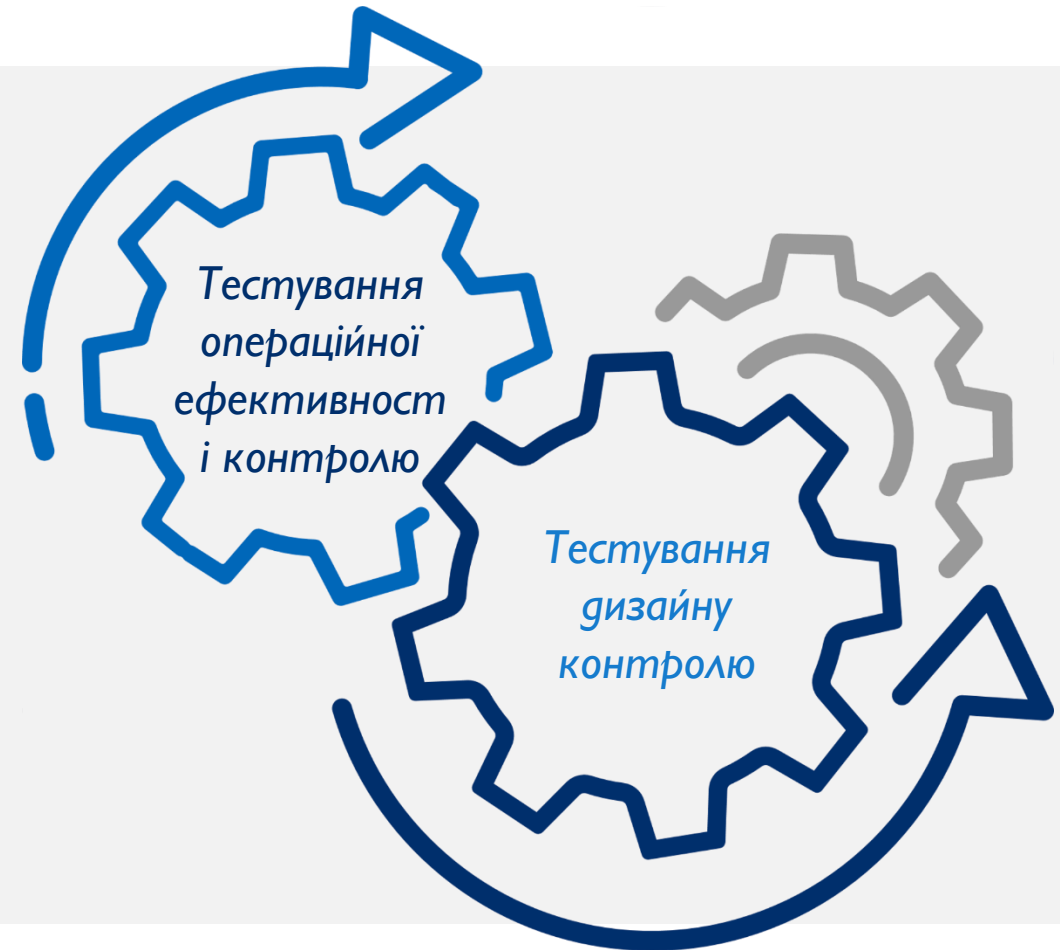 Тестування
операційної
ефективност
і контролю
Тестування
дизайну
контролю